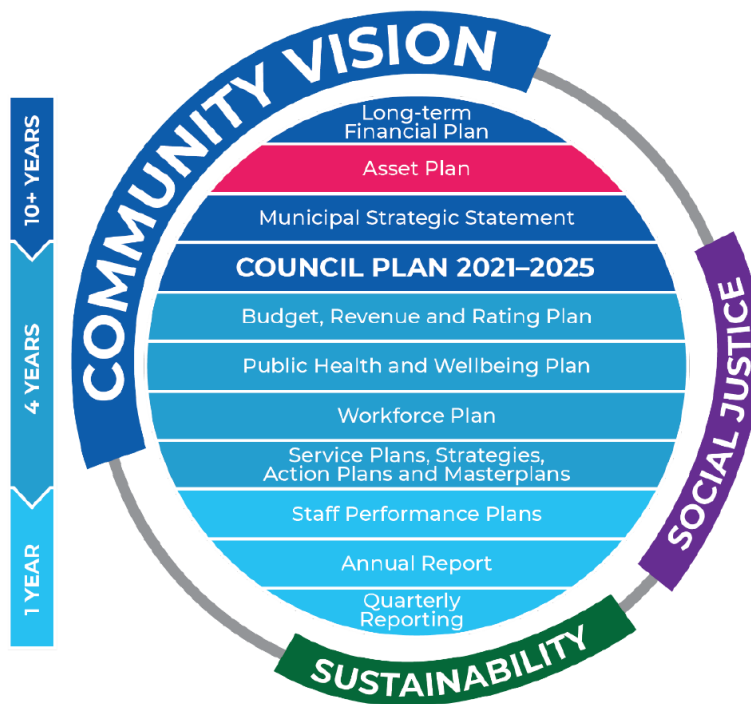 COMMUNITY VISION
10+ YEARS
4 YEARS
1 YEAR
Long-term
Financial Plan
Asset Plan
Municipal Strategic Statement
COUNCIL PLAN 2021–2025
Budget, Revenue and Rating Plan
Public Health and Wellbeing Plan
Workforce Plan
Service Plans, Strategies,
Action Plans and Masterplans
Staff Performance Plans
Annual Report
Quarterly
Reporting
SOCIAL JUSTICE
SUSTAINABILITY